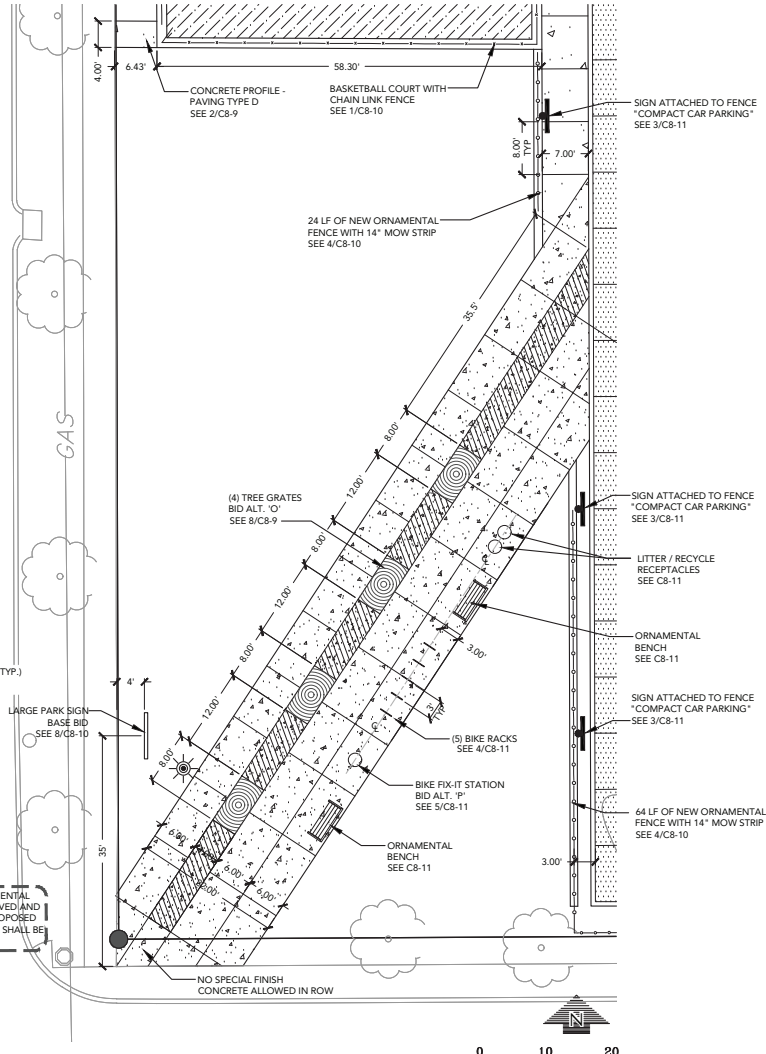 4.00'
6.43'
58.30'
CONCRETE PROFILE -
PAVING TYPE D
SEE 2/C8-9
BASKETBALL COURT WITH
CHAIN LINK FENCE
SEE 1/C8-10
SIGN ATTACHED TO FENCE
"COMPACT CAR PARKING"
SEE 3/C8-11
8.00'
TYP
7.00'
24 LF OF NEW ORNAMENTAL
FENCE WITH 14" MOW STRIP
SEE 4/C8-10
35.5'
GAS
8.00'
12.00'
(4) TREE GRATES
BID ALT. 'O'
SEE 8/C8-9
8.00'
12.00'
8.00'
12.00'
8.00'
SIGN ATTACHED TO FENCE
"COMPACT CAR PARKING"
SEE 3/C8-11
LITTER / RECYCLE
RECEPTACLES
SEE C8-11
ORNAMENTAL
BENCH
SEE C8-11
3.00'
TYP.)
4'
LARGE PARK SIGN
BASE BID
SEE 8/C8-10
3'
TYP
SIGN ATTACHED TO FENCE
"COMPACT CAR PARKING"
SEE 3/C8-11
(5) BIKE RACKS
SEE 4/C8-11
BIKE FIX-IT STATION
BID ALT. 'P'
SEE 5/C8-11
64 LF OF NEW ORNAMENTAL
FENCE WITH 14" MOW STRIP
SEE 4/C8-10
ORNAMENTAL
BENCH
SEE C8-11
35'
6.00'
6.00'
6.00'
3.00'
ENTAL
VED AND
OPOSED
SHALL BE
NO SPECIAL FINISH
CONCRETE ALLOWED IN ROW
N
0 10 20